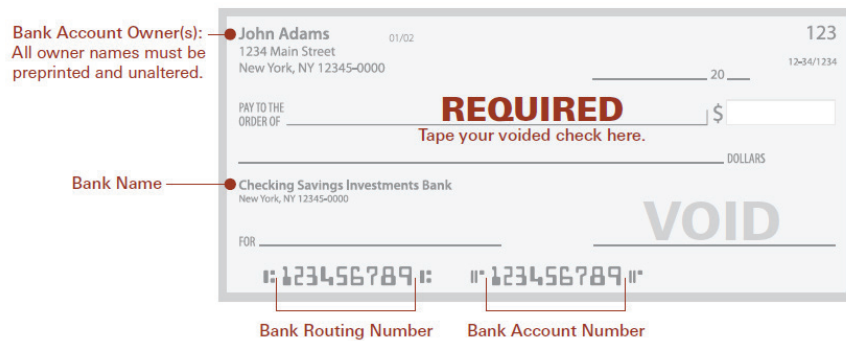 Bank Account Owner(s):
All owner names must be
preprinted and unaltered.
John Adams
01/02
123
1234 Main Street
New York, NY 12345-0000
12-34/1234
20
PAY TO THE
ORDER OF
REQUIRED
$
Tape your voided check here.
DOLLARS
Bank Name
Checking Savings Investments Bank
New York, NY 12345-0000
VOID
FOR
⑆123456789⑆ ⑈123456789⑈
Bank Routing Number
Bank Account Number